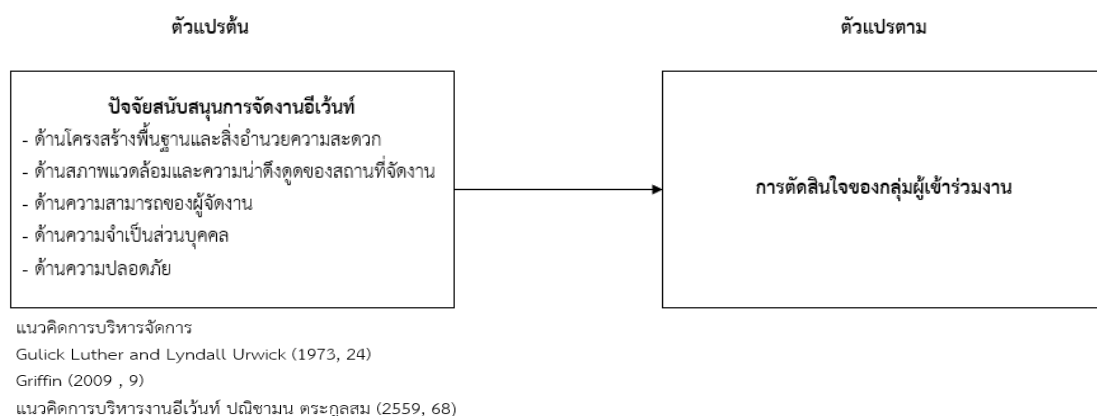 ตัวแปรต้น
ตัวแปรตาม
ปัจจัยสนับสนุนการจัดงานอีเว้นท์
- ด้านโครงสร้างพื้นฐานและสิ่งอำนวยความสะดวก
- ด้านสภาพแวดล้อมและความน่าดึงดูดของสถานที่จัดงาน
- ด้านความสามารถของผู้จัดงาน
- ด้านความจำเป็นส่วนบุคคล
- ด้านความปลอดภัย
การตัดสินใจของกลุ่มผู้เข้าร่วมงาน
แนวคิดการบริหารจัดการ
Gulick Luther and Lyndall Urwick (1973, 24)
Griffin (2009 , 9)
แนวคิดการบริหารงานอีเว้นท์ ปณิชามน ตระกูลสม (2559, 68)